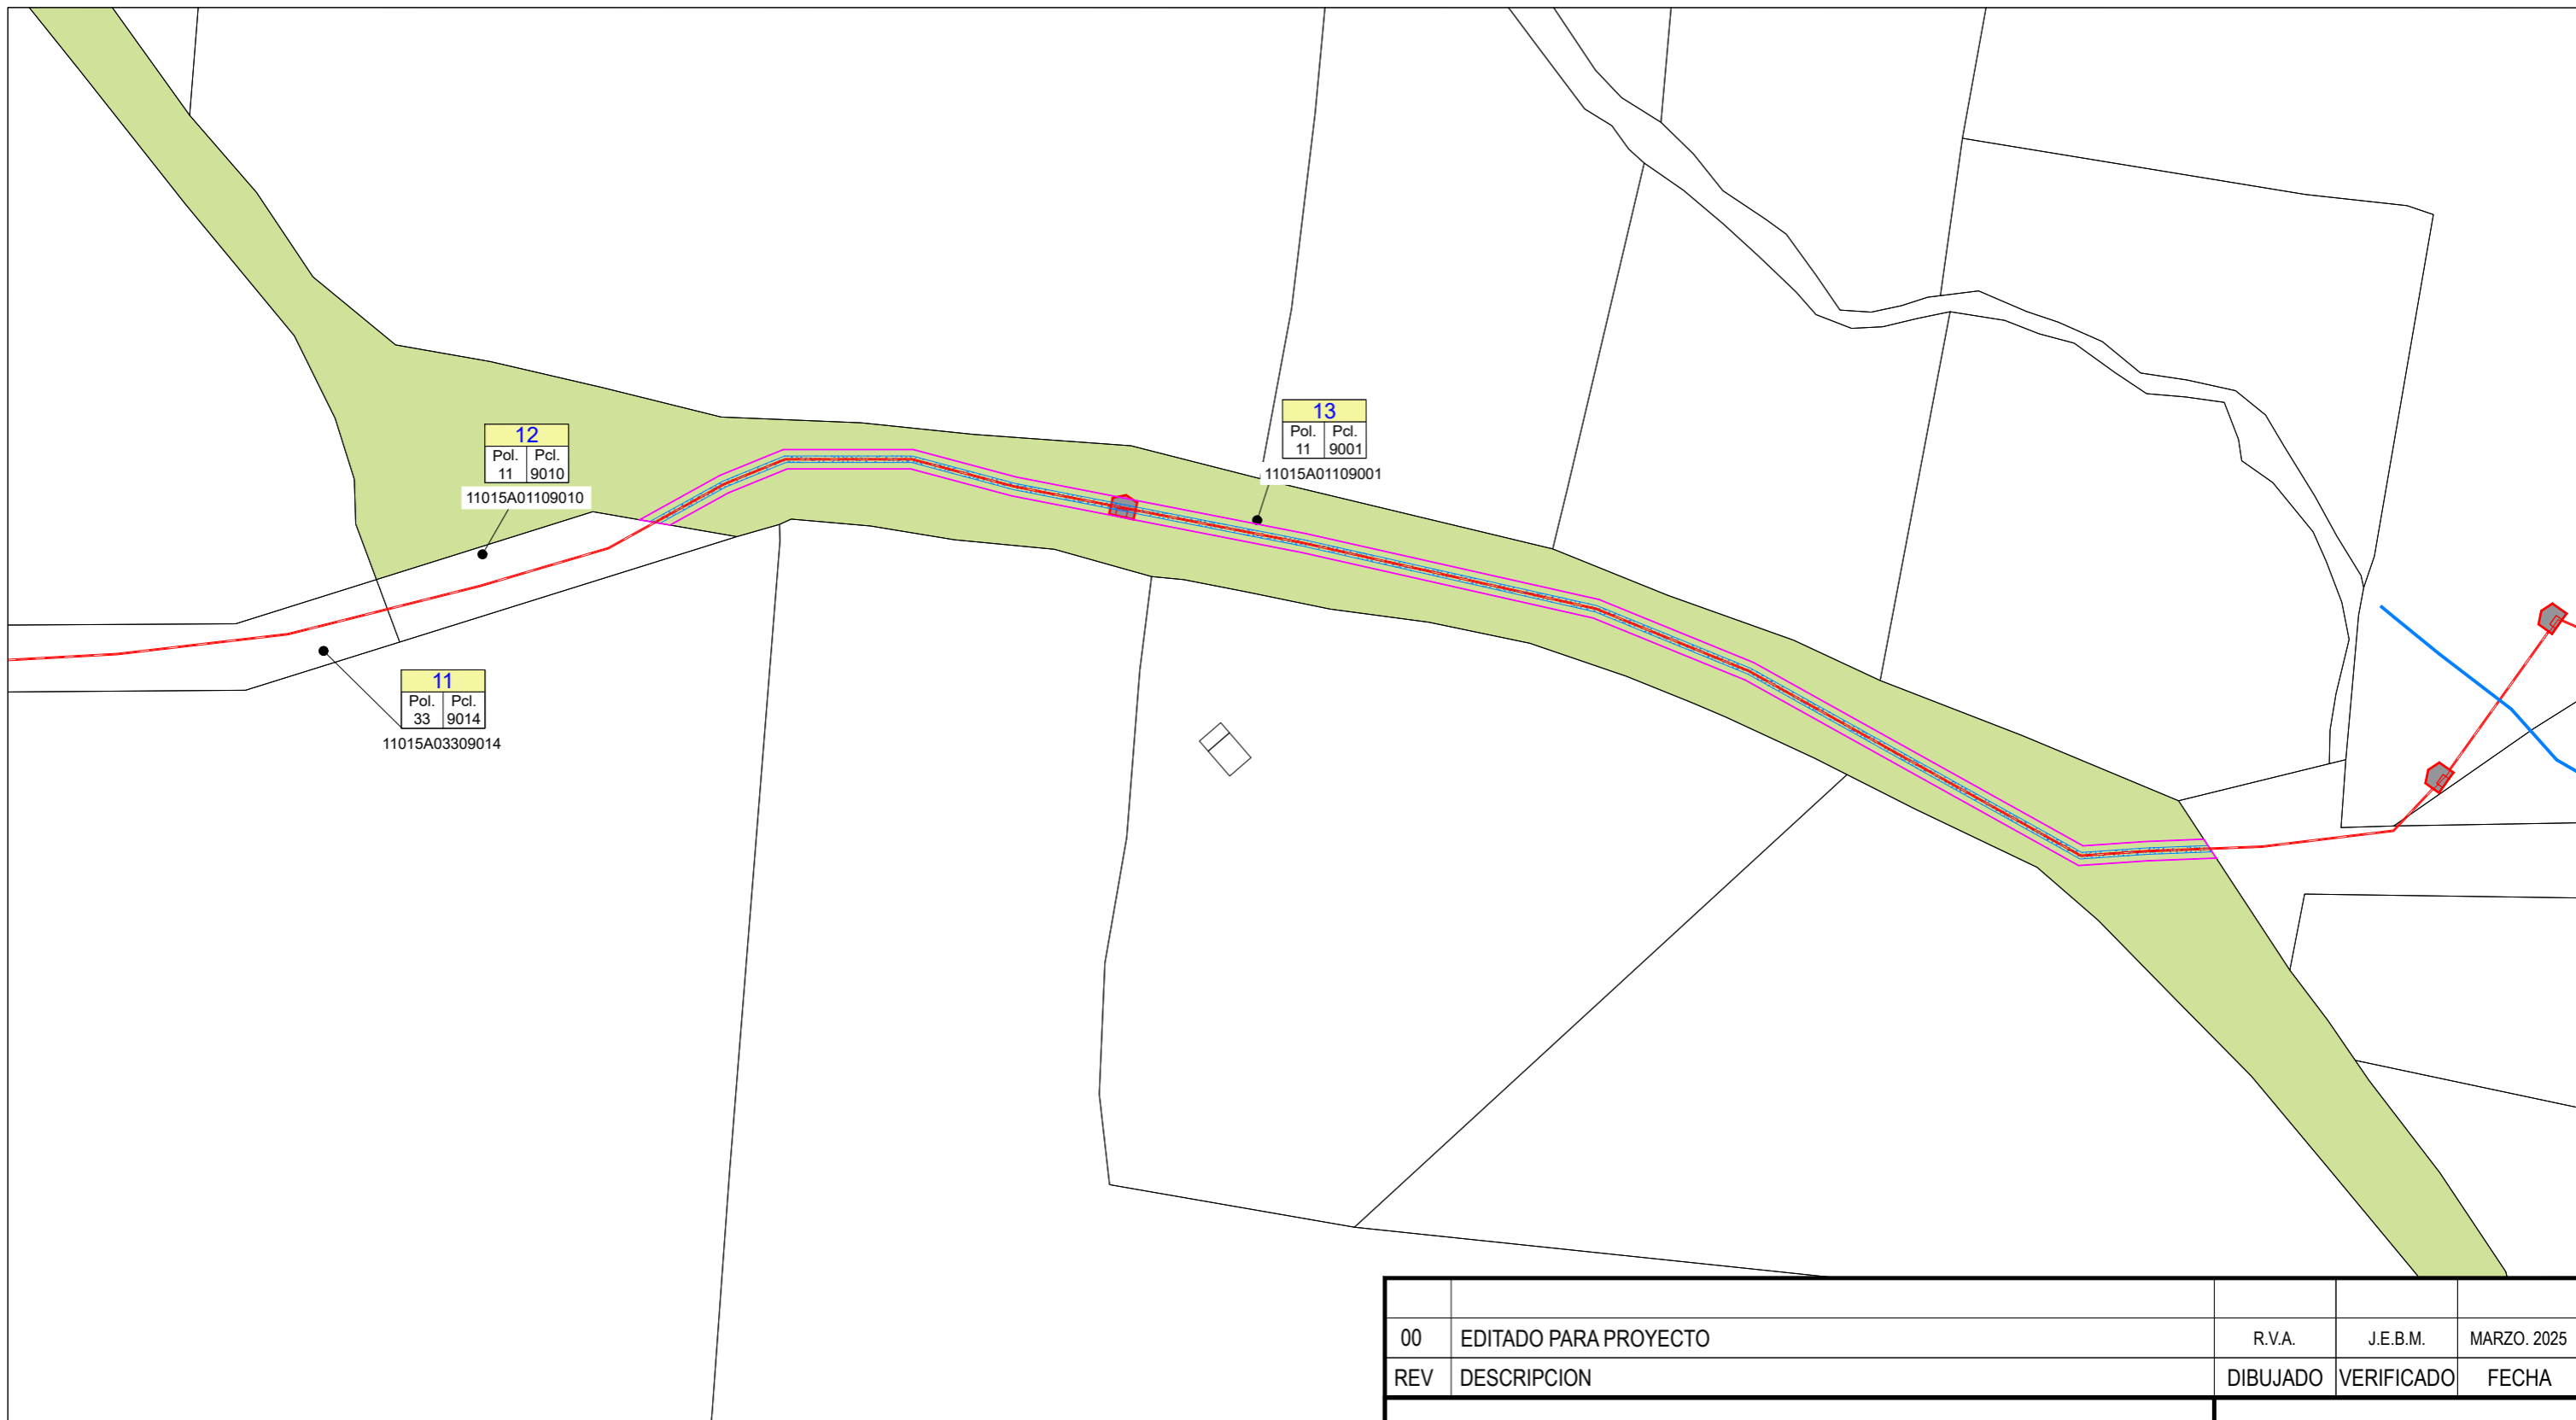 13
Pol. Pcl.
11 9001
11015A01109001
12
Pol. Pcl.
11 9010
11015A01109010
11
Pol. Pcl.
33 9014
11015A03309014
00 EDITADO PARA PROYECTO R.V.A. J.E.B.M. MARZO. 2025
REV DESCRIPCION DIBUJADO VERIFICADO FECHA